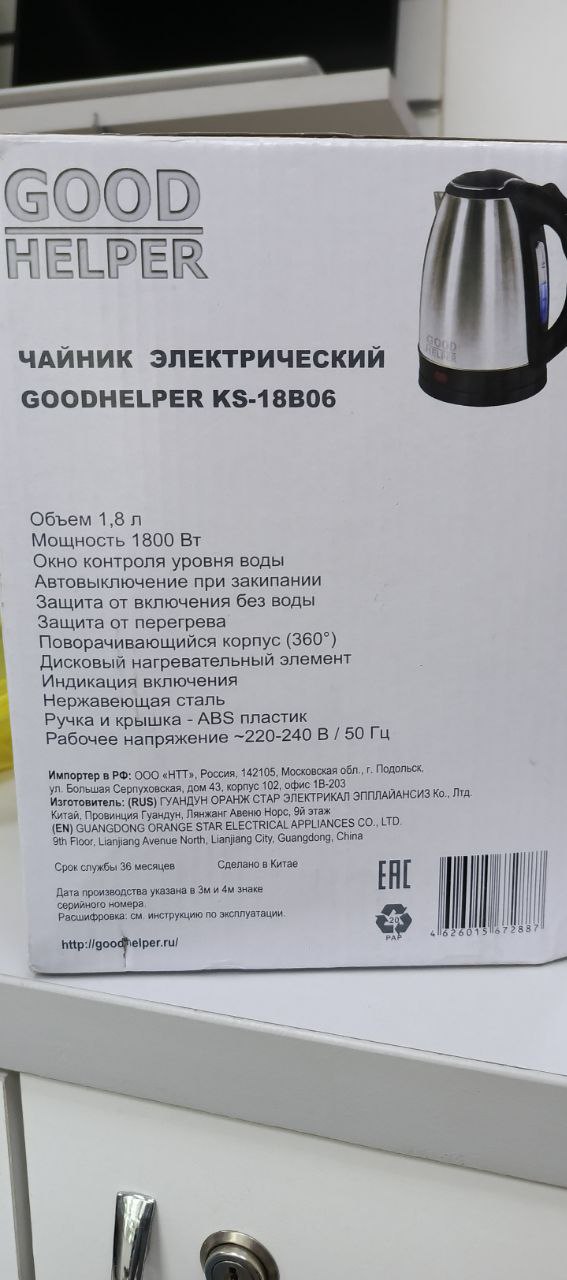 GOOD
HELPER
GOOD
HELPER
ЧАЙНИК ЭЛЕКТРИЧЕСКИЙ
GOODHELPER KS-18B06
Объем 1,8 л
Мощность 1800 Вт
Окно контроля уровня воды
Автовыключение при закипании
Защита от включения без воды
Защита от перегрева
Поворачивающийся корпус (360°)
Дисковый нагревательный элемент
Индикация включения
Нержавеющая сталь
Ручка и крышка - ABS пластик
Рабочее напряжение ~220-240 В / 50 Гц
Импортер в РФ: ООО «НТТ», Россия, 142105, Московская обл., г. Подольск,
ул. Большая Серпуховская, дом 43, корпус 102, офис 1В-203
Изготовитель: (RUS) ГУАНДУН ОРАНЖ СТАР ЭЛЕКТРИКАЛ ЭППЛАЙАНСИЗ Ко., Лтд.
Китай, Провинция Гуандун, Лянжанг Авеню Норс, 9й этаж
(EN) GUANGDONG ORANGE STAR ELECTRICAL APPLIANCES CO., LTD.
9th Floor, Lianjiang Avenue North, Lianjiang City, Guangdong, China
Срок службы 36 месяцев Сделано в Китае
EAC
Дата производства указана в 3м и 4м знаке
серийного номера.
Расшифровка: см. инструкцию по эксплуатации.
20
PAP
4 626015 672887
http://goodhelper.ru/